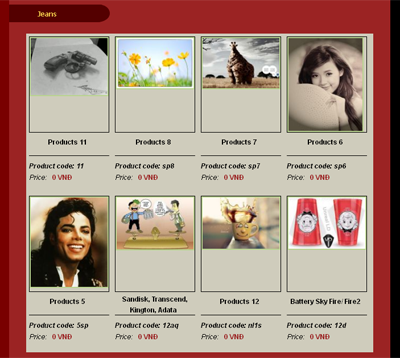 Jeans
Products 11
Products 8
Products 7
Products 6
Product code: 11
Product code: sp8
Product code: sp7
Product code: sp6
Price: 0 VNĐ
Price: 0 VNĐ
Price: 0 VNĐ
Price: 0 VNĐ
Products 5
Sandisk, Transcend,
Kington, Adata
Products 12
Battery Sky Fire/ Fire2
Product code: 5sp
Product code: 12aq
Product code: nl1s
Product code: 12d
Price: 0 VNĐ
Price: 0 VNĐ
Price: 0 VNĐ
Price: 0 VNĐ